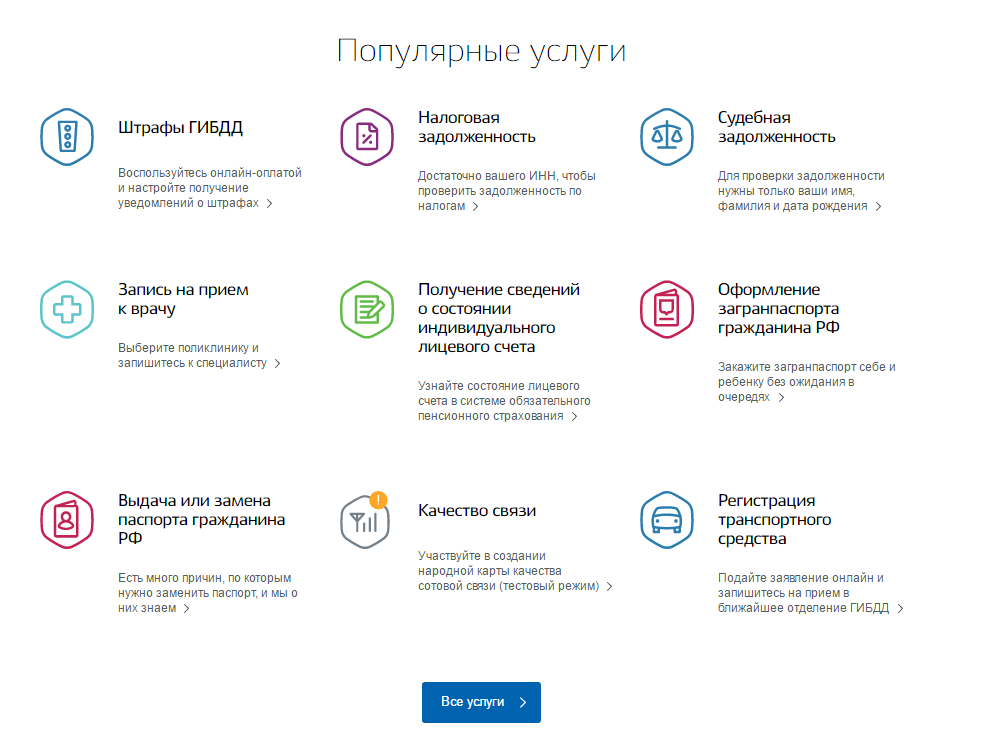 Популярные услуги
Штрафы ГИБДД
Воспользуйтесь онлайн-оплатой
и настройте получение
уведомлений о штрафах
Налоговая
задолженность
Достаточно вашего ИНН, чтобы
проверить задолженность по
налогам
Судебная
задолженность
Для проверки задолженности
нужны только ваши имя,
фамилия и дата рождения
Запись на прием
к врачу
Выберите поликлинику и
запишитесь к специалисту
Получение сведений
о состоянии
индивидуального
лицевого счета
Узнайте состояние лицевого
счета в системе обязательного
пенсионного страхования
Оформление
загранпаспорта
гражданина РФ
Закажите загранпаспорт себе и
ребенку без ожидания в
очередях
Выдача или замена
паспорта гражданина
РФ
Есть много причин, по которым
нужно заменить паспорт, и мы о
них знаем
!
Качество связи
Участвуйте в создании
народной карты качества
сотовой связи (тестовый режим)
Регистрация
транспортного
средства
Подайте заявление онлайн и
запишитесь на прием в
ближайшее отделение ГИБДД
Все услуги